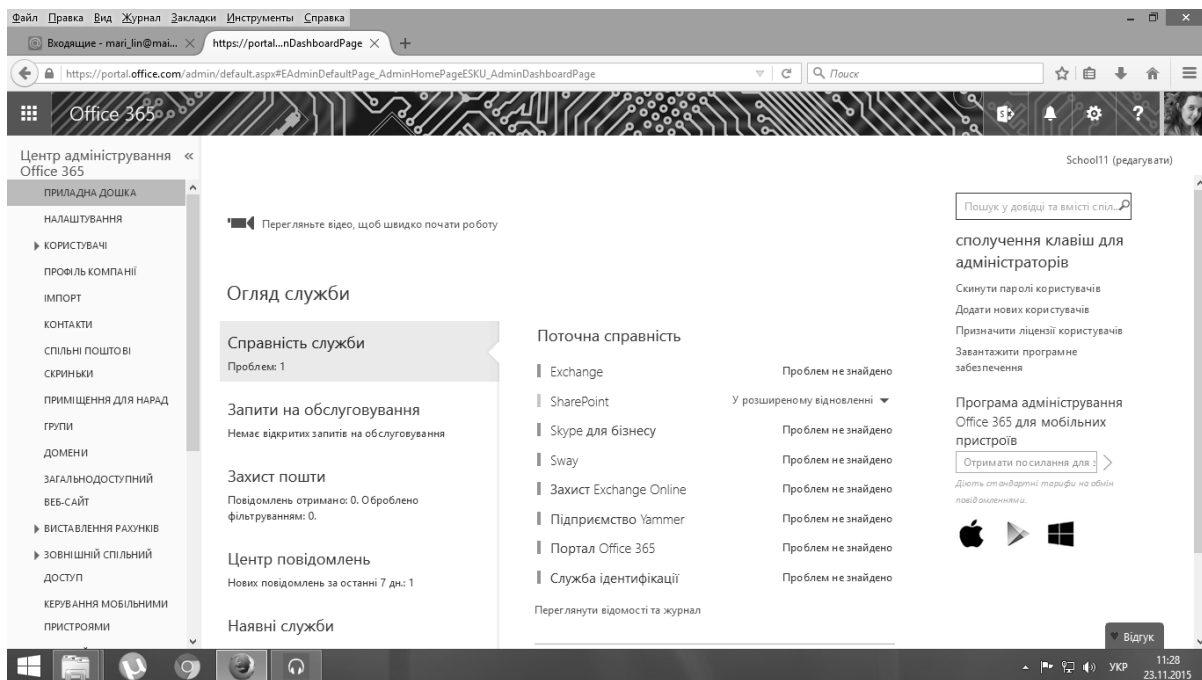 Файл Правка Вид Журнал Закладки Инструменты Справка
Входящие - mari_lin@mai...
https://portal...nDashboardPage
https://portal.office.com/admin/default.aspx#EAdminDefaultPage_AdminHomePageESKU_AdminDashboardPage
Поиск
Office 365
Центр адміністрування
Office 365
School11 (редагувати)
ПРИЛАДНА ДОШКА
НАЛАШТУВАННЯ
КОРИСТУВАЧІ
ПРОФІЛЬ КОМПАНІЇ
ІМПОРТ
КОНТАКТИ
СПІЛЬНІ ПОШТОВІ
СКРИНЬКИ
ПРИМІЩЕННЯ ДЛЯ НАРАД
ГРУПИ
ДОМЕНИ
ЗАГАЛЬНОДОСТУПНИЙ
ВЕБ-САЙТ
ВИСТАВЛЕННЯ РАХУНКІВ
ЗОВНІШНІЙ СПІЛЬНИЙ
ДОСТУП
КЕРУВАННЯ МОБІЛЬНИМИ
ПРИСТРОЯМИ
Перегляньте відео, щоб швидко почати роботу
Огляд служби
Справність служби
Проблем: 1
Запити на обслуговування
Немає відкритих запитів на обслуговування
Захист пошти
Повідомлень отримано: 0. Оброблено
фільтруванням: 0.
Центр повідомлень
Нових повідомлень за останні 7 дн.: 1
Наявні служби
Поточна справність
Exchange Проблем не знайдено
SharePoint У розширеному відновленні
Skype для бізнесу Проблем не знайдено
Sway Проблем не знайдено
Захист Exchange Online Проблем не знайдено
Підприємство Yammer Проблем не знайдено
Портал Office 365 Проблем не знайдено
Служба ідентифікації Проблем не знайдено
Переглянути відомості та журнал
Пошук у довідці та вмісті спіл...
сполучення клавіш для
адміністраторів
Скинути паролі користувачів
Додати нових користувачів
Призначити ліцензії користувачів
Завантажити програмне
забезпечення
Програма адміністрування
Office 365 для мобільних
пристроїв
Отримати посилання для з
Діють стандартні тарифи на обмін
повідомленнями.
Відгук
УКР
11:28
23.11.2015